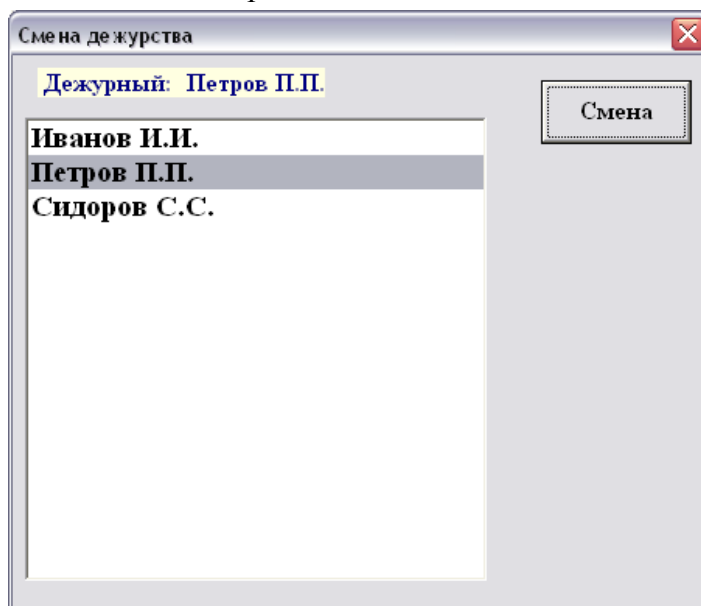 Смена дежурства
Дежурный: Петров П.П.
Смена
Иванов И.И.
Петров П.П.
Сидоров С.С.